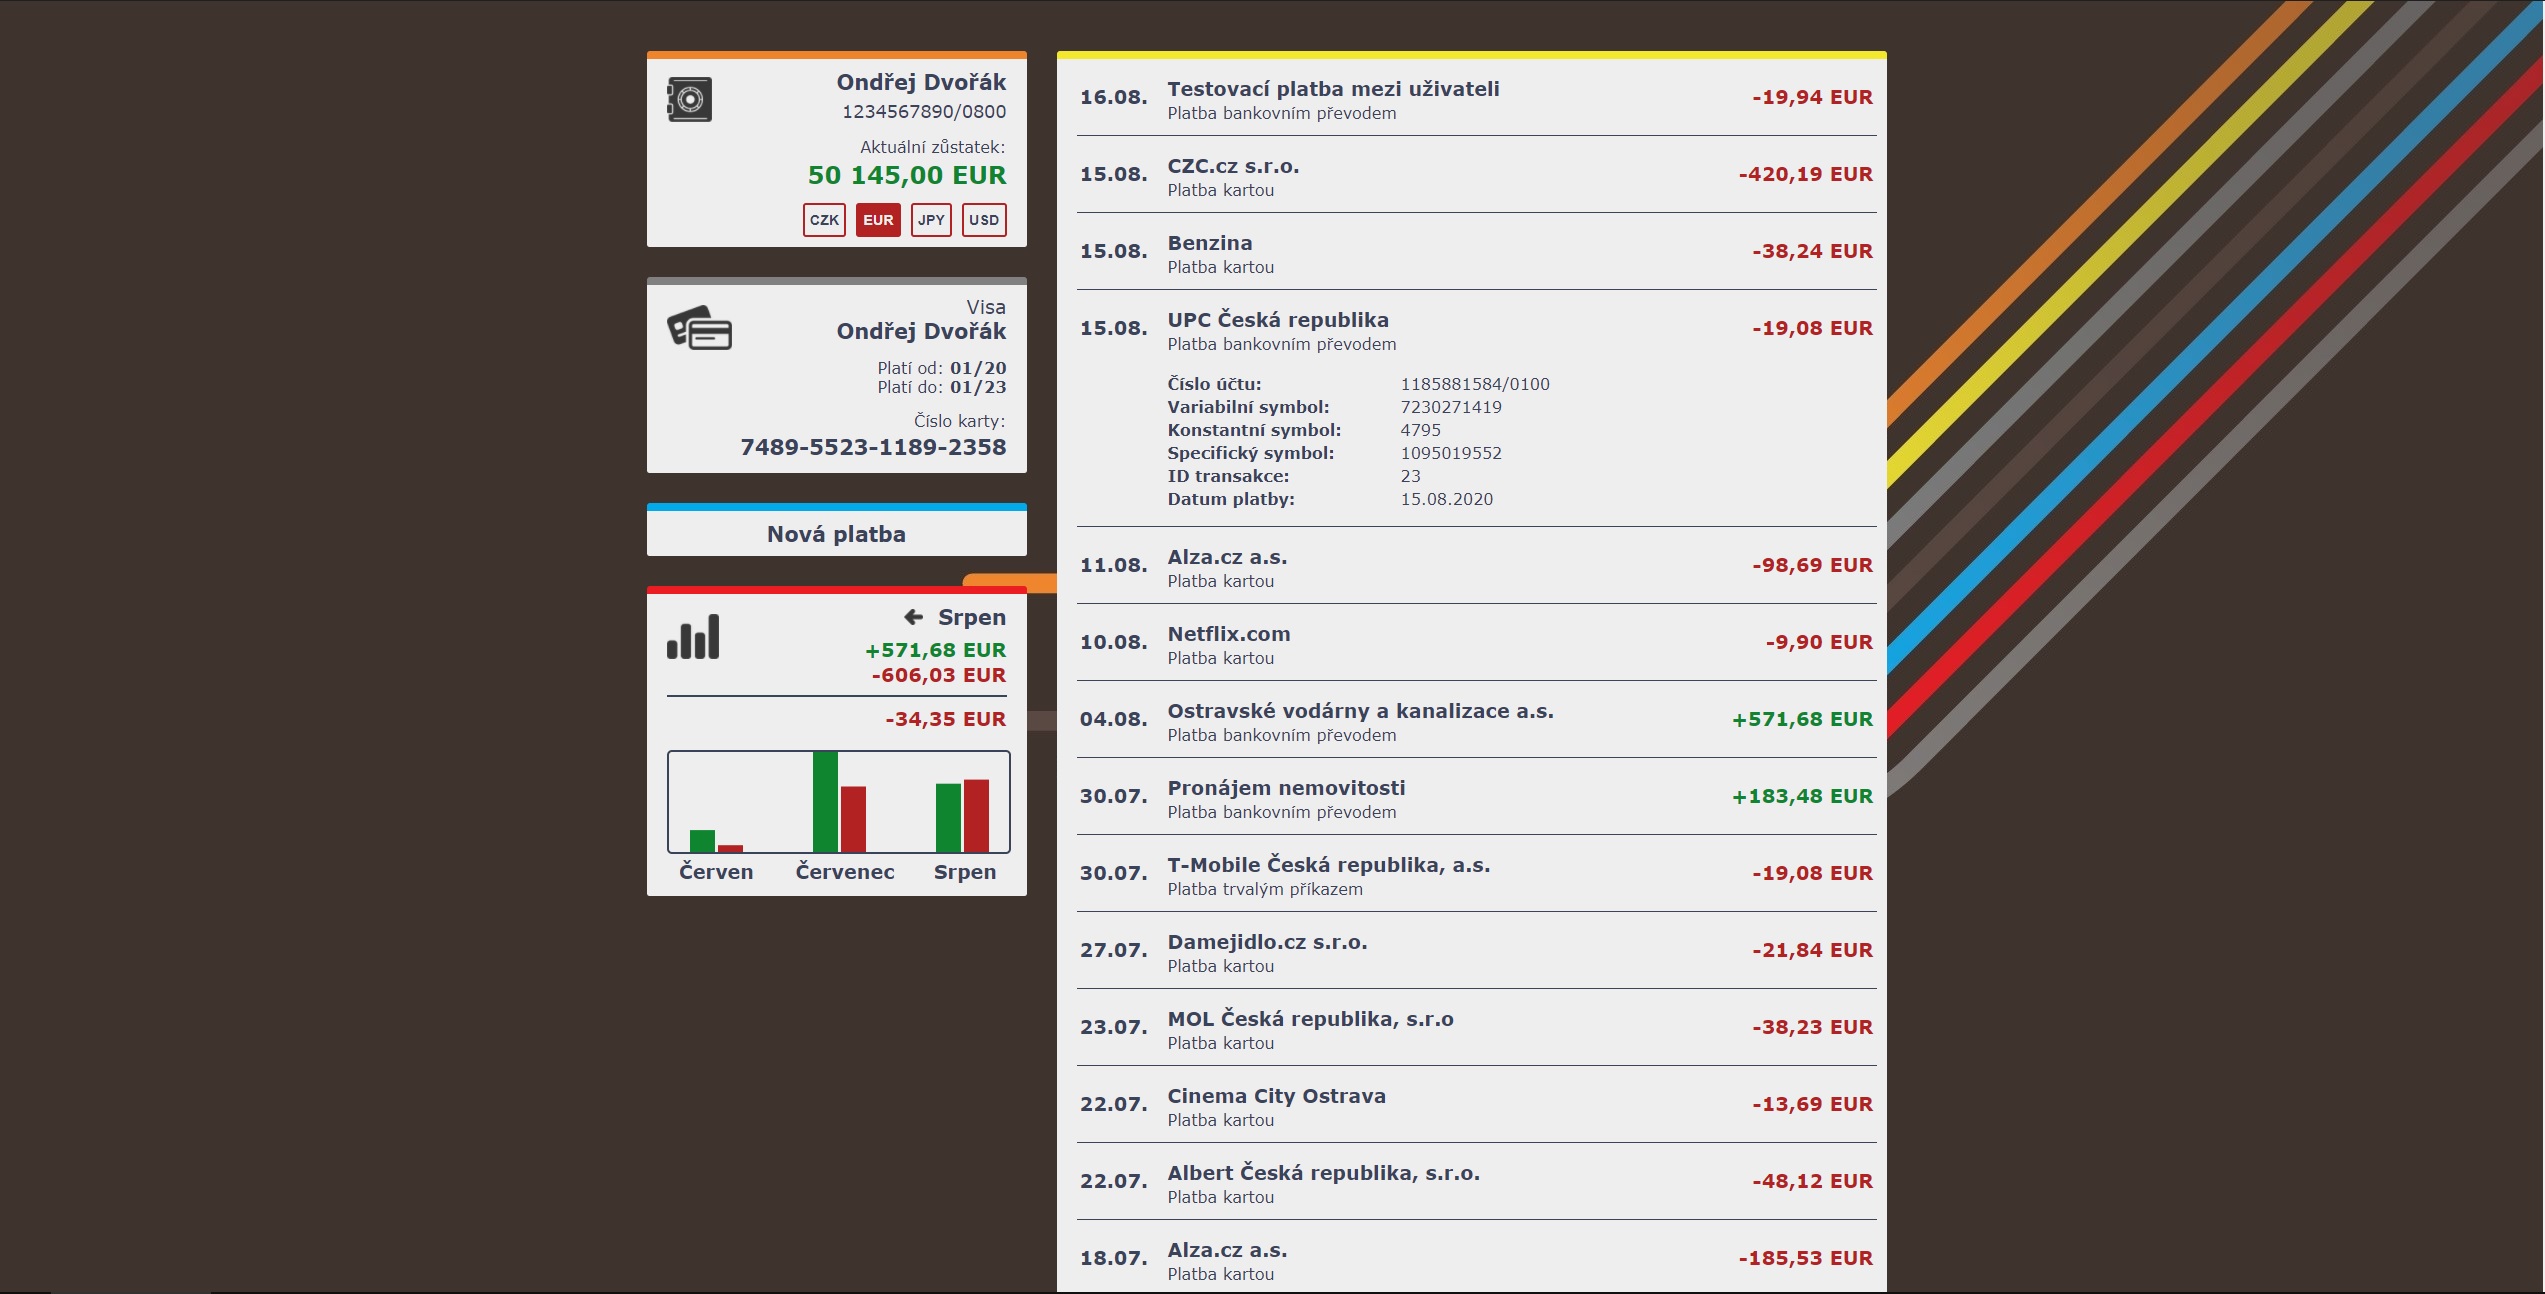 Ondřej Dvořák
1234567890/0800
Aktuální zůstatek:
50 145,00 EUR
CZK EUR JPY USD
Visa
Ondřej Dvořák
Platí od: 01/20
Platí do: 01/23
Číslo karty:
7489-5523-1189-2358
Nová platba
Srpen
+571,68 EUR
-606,03 EUR
-34,35 EUR
Červen Červenec Srpen
16.08. Testovací platba mezi uživateli -19,94 EUR
Platba bankovním převodem
15.08. CZC.cz s.r.o. -420,19 EUR
Platba kartou
15.08. Benzina -38,24 EUR
Platba kartou
15.08. UPC Česká republika -19,08 EUR
Platba bankovním převodem
Číslo účtu: 1185881584/0100
Variabilní symbol: 7230271419
Konstantní symbol: 4795
Specifický symbol: 1095019552
ID transakce: 23
Datum platby: 15.08.2020
11.08. Alza.cz a.s. -98,69 EUR
Platba kartou
10.08. Netflix.com -9,90 EUR
Platba kartou
04.08. Ostravské vodárny a kanalizace a.s. +571,68 EUR
Platba bankovním převodem
30.07. Pronájem nemovitosti +183,48 EUR
Platba bankovním převodem
30.07. T-Mobile Česká republika, a.s. -19,08 EUR
Platba trvalým příkazem
27.07. Damejidlo.cz s.r.o. -21,84 EUR
Platba kartou
23.07. MOL Česká republika, s.r.o -38,23 EUR
Platba kartou
22.07. Cinema City Ostrava -13,69 EUR
Platba kartou
22.07. Albert Česká republika, s.r.o. -48,12 EUR
Platba kartou
18.07. Alza.cz a.s. -185,53 EUR
Platba kartou